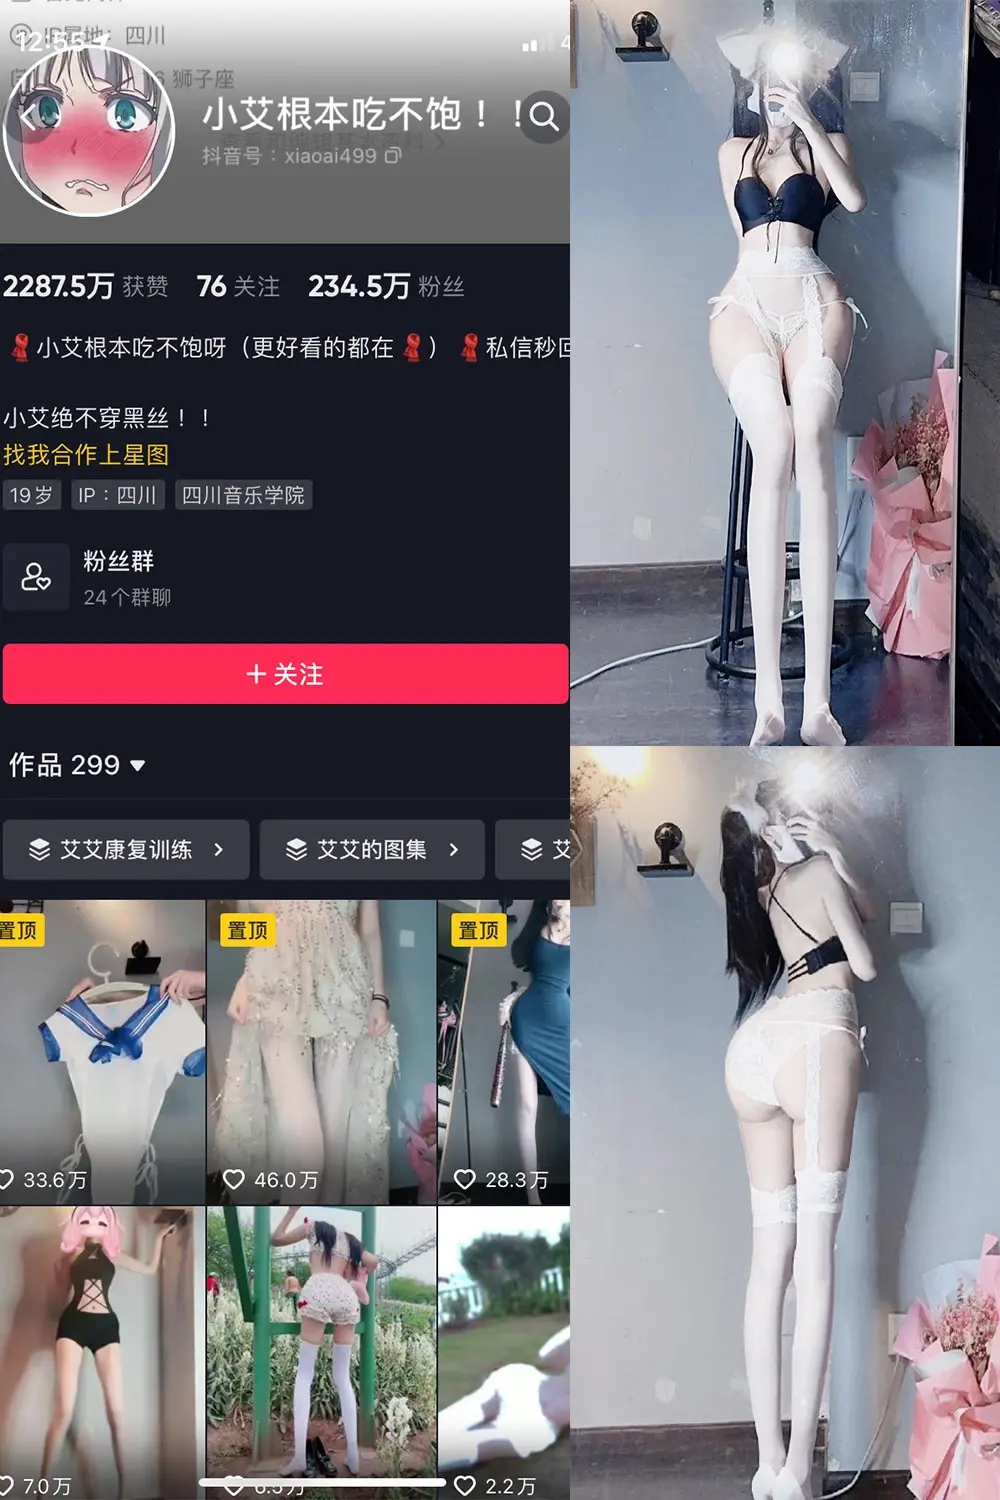 IP属地：四川
12:55
狮子座
小艾根本吃不饱！！
抖音号：xiaoai499
2287.5万 获赞 76 关注 234.5万 粉丝
小艾根本吃不饱呀（更好看的都在 ） 私信秒回
小艾绝不穿黑丝！！
找我合作上星图
19岁 IP：四川 四川音乐学院
粉丝群
24个群聊
+ 关注
作品 299
艾艾康复训练 艾艾的图集 艾
置顶 置顶 置顶
33.6万 46.0万 28.3万
7.0万 6.5万 2.2万